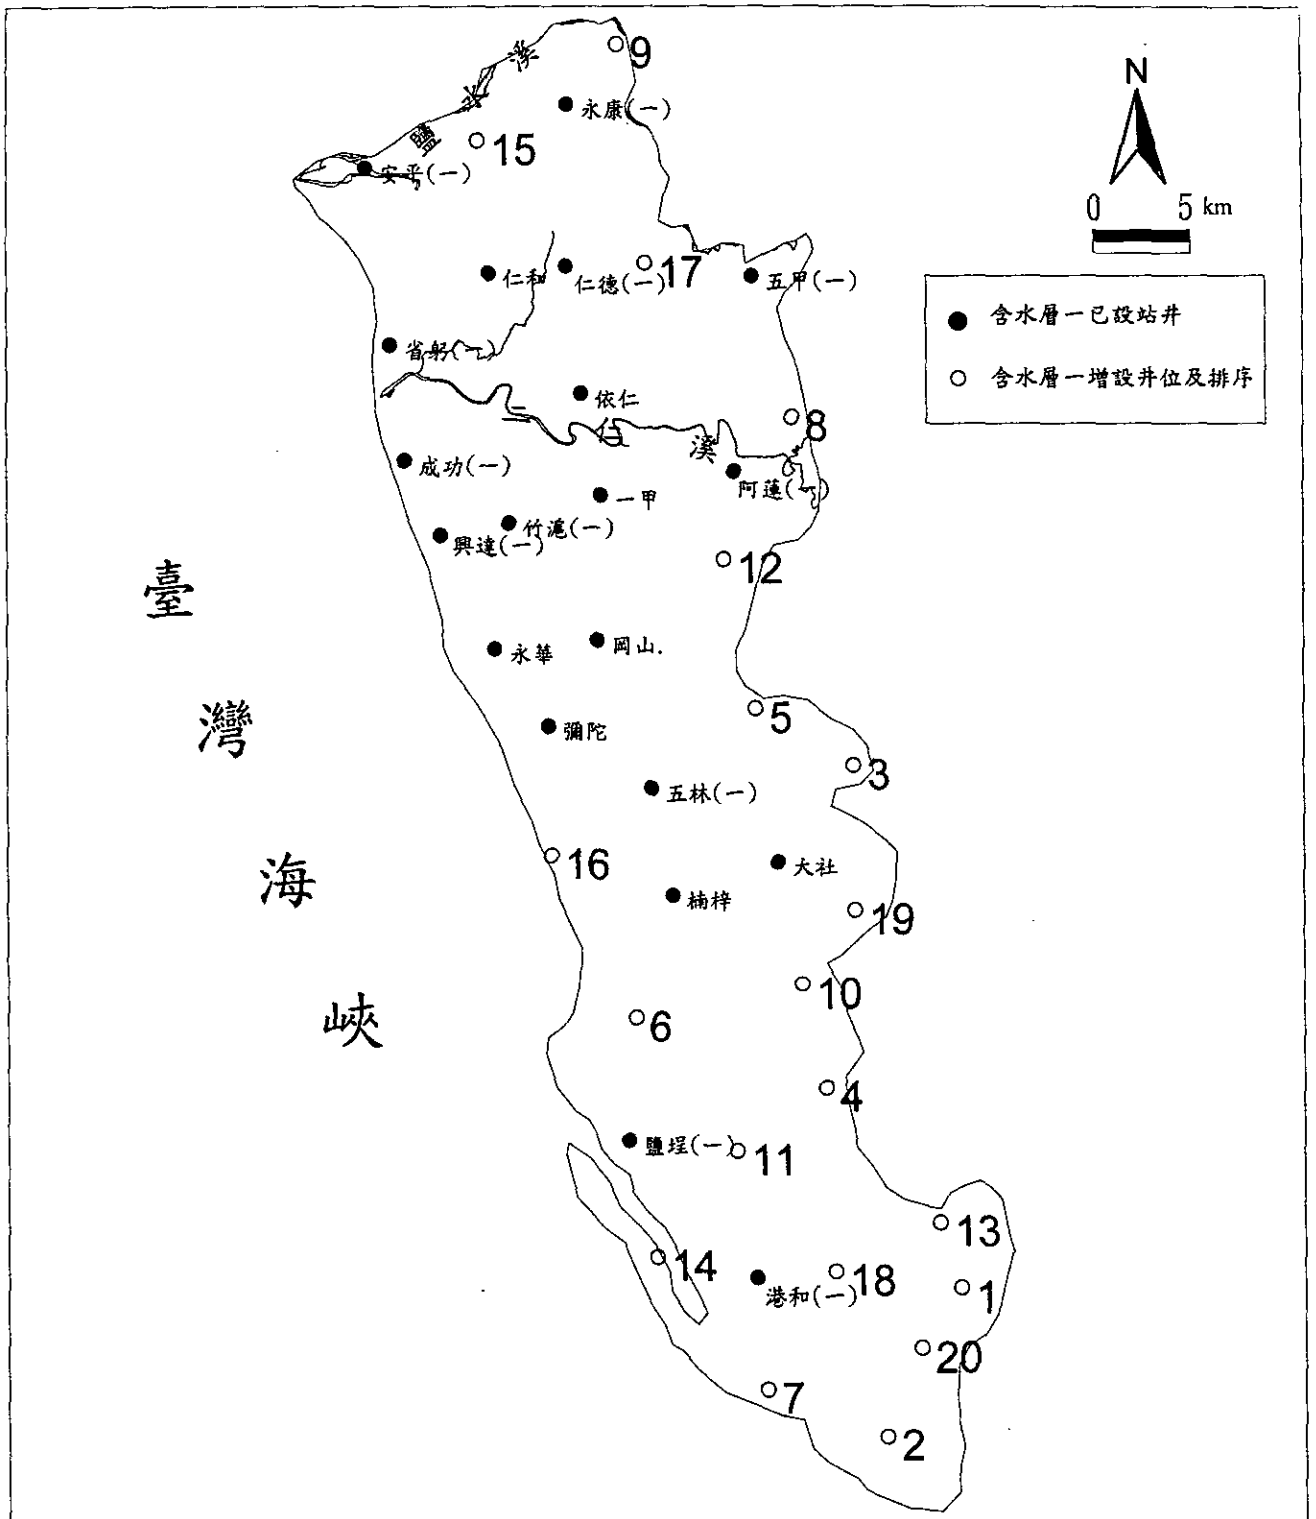 9
永康(一)
15
安平(一)
鹽水溪
N
0 5 km
仁和
仁德(一)
17
五甲(一)
含水層一已設站井
含水層一增設井位及排序
省躬(一)
依仁
8
二仁溪
成功(一)
阿蓮(一)
一甲
竹滬(一)
興達(一)
12
臺灣海峽
永華
岡山.
5
彌陀
3
五林(一)
16
大社
楠梓
19
10
6
4
鹽埕(一)
11
13
14
港和(一)
18
1
20
7
2